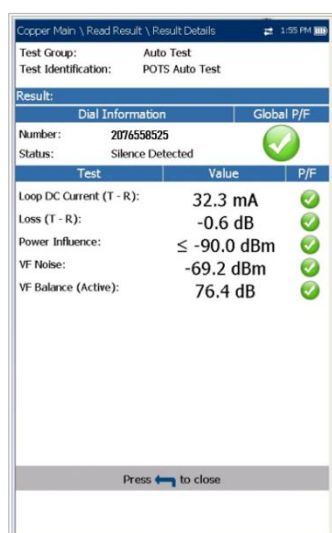 Copper Main \ Read Result \ Result Details 1:55 PM
Test Group: Auto Test
Test Identification: POTS Auto Test
Result:
Dial Information Global P/F
Number: 2076558525
Status: Silence Detected
Test Value P/F
Loop DC Current (T - R): 32.3 mA
Loss (T - R): -0.6 dB
Power Influence: ≤ -90.0 dBm
VF Noise: -69.2 dBm
VF Balance (Active): 76.4 dB
Press to close